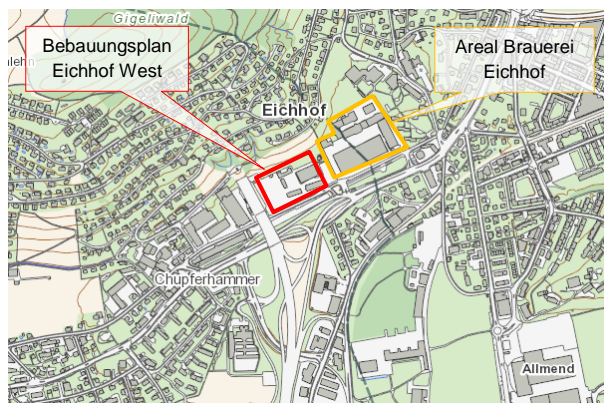 Gigeliwald
Bebauungsplan
Eichhof West
Areal Brauerei
Eichhof
Eichhof
Chupferhammer
Allmend